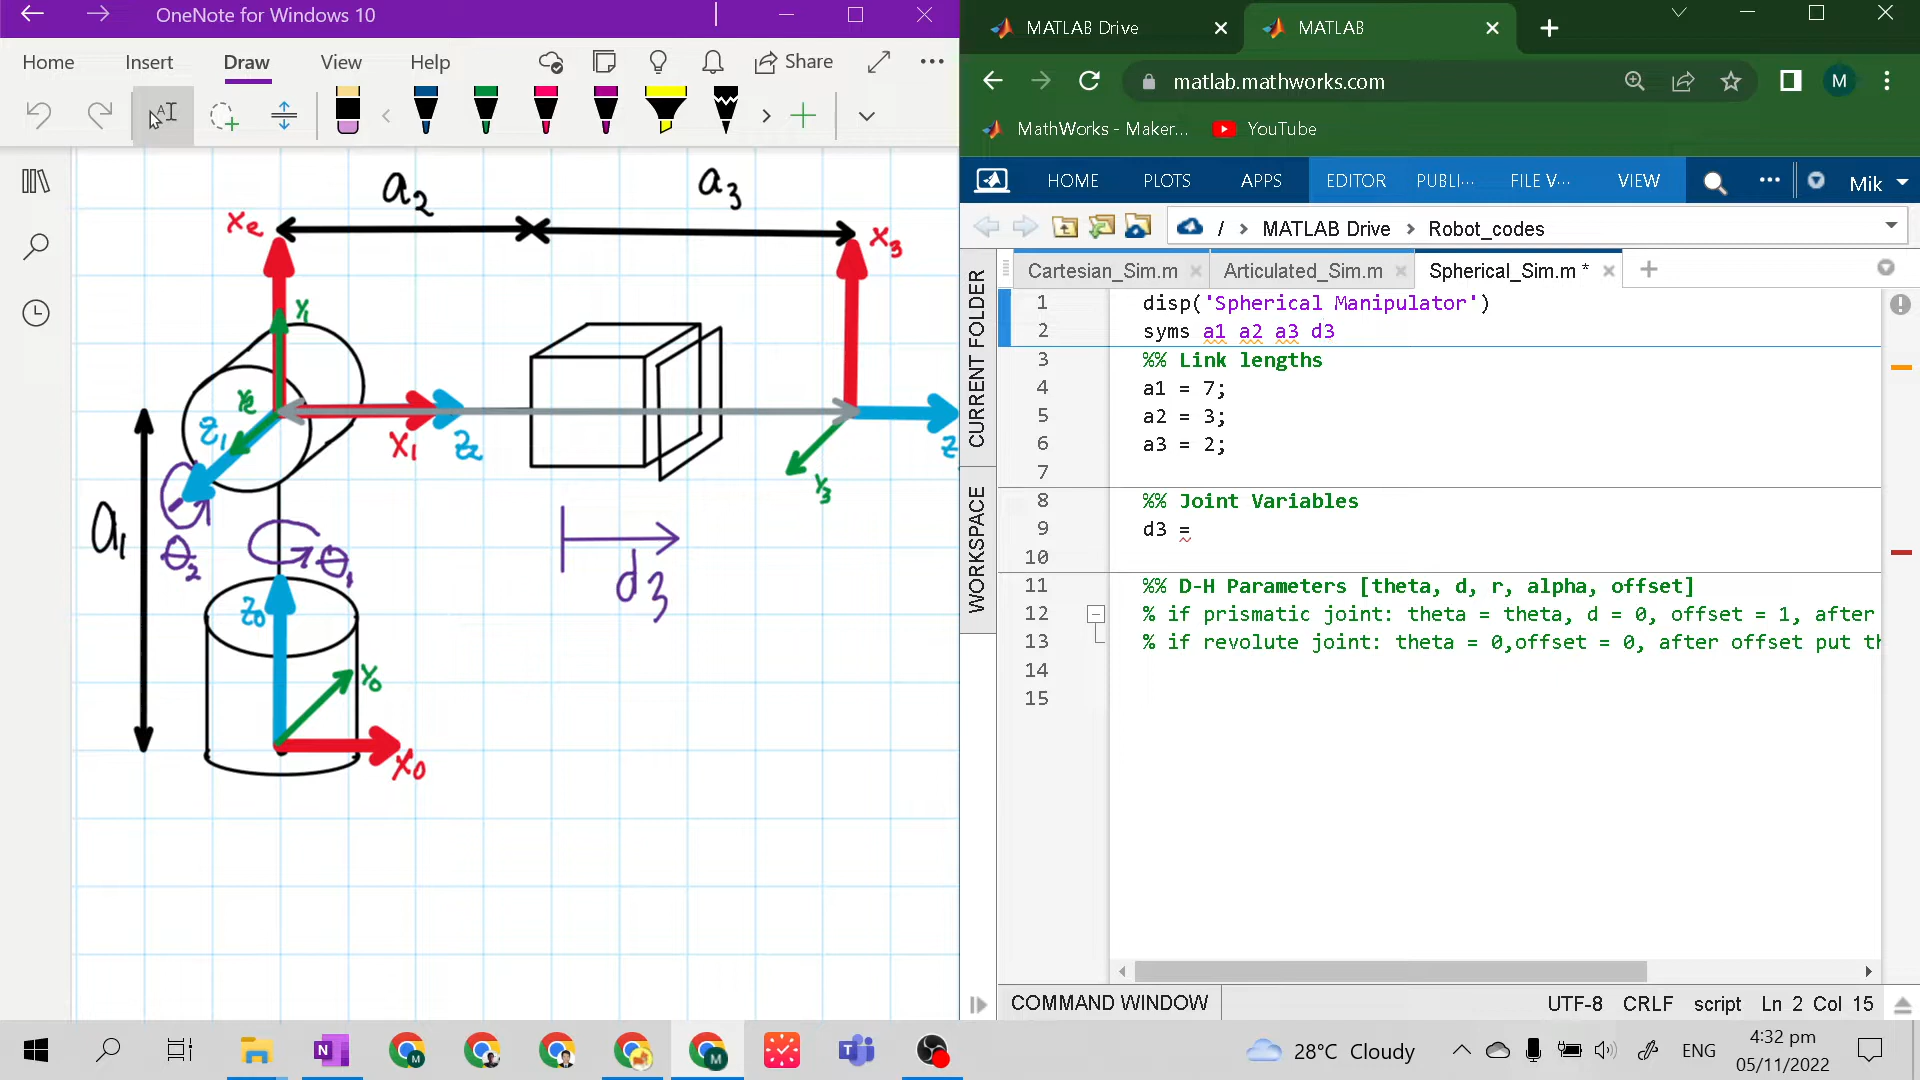 OneNote for Windows 10
Home Insert Draw View Help Share
a2 a3
x2 x3
Y1
Y2
z1 x1 z2 z
Y3
a1
θ2 θ1
d3
z0
Y0
x0
MATLAB Drive
MATLAB
matlab.mathworks.com
M
MathWorks - Maker...
YouTube
HOME PLOTS APPS EDITOR PUBLI... FILE V... VIEW Mik
/ MATLAB Drive Robot_codes
CURRENT FOLDER
WORKSPACE
Cartesian_Sim.m Articulated_Sim.m Spherical_Sim.m *
1 disp('Spherical Manipulator')
2 syms a1 a2 a3 d3
3 %% Link lengths
4 a1 = 7;
5 a2 = 3;
6 a3 = 2;
7
8 %% Joint Variables
9 d3 =
10
11 %% D-H Parameters [theta, d, r, alpha, offset]
12 % if prismatic joint: theta = theta, d = 0, offset = 1, after
13 % if revolute joint: theta = 0,offset = 0, after offset put th
14
15
COMMAND WINDOW
UTF-8 CRLF script Ln 2 Col 15
28°C Cloudy
ENG
4:32 pm
05/11/2022